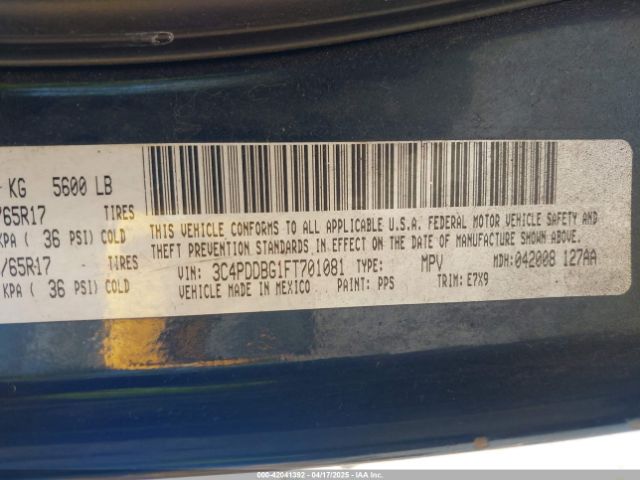 KG 5600 LB
/65R17 TIRES
KPA ( 36 PSI) COLD
/65R17 TIRES
KPA ( 36 PSI) COLD
THIS VEHICLE CONFORMS TO ALL APPLICABLE U.S.A. FEDERAL MOTOR VEHICLE SAFETY AND
THEFT PREVENTION STANDARDS IN EFFECT ON THE DATE OF MANUFACTURE SHOWN ABOVE.
VIN: 3C4PDDBG1FT701081 TYPE: MPV MDH: 042008 127AA
VEHICLE MADE IN MEXICO PAINT: PPS TRIM: E7X9
000-42041392 - 04/17/2025 - IAAI.COM